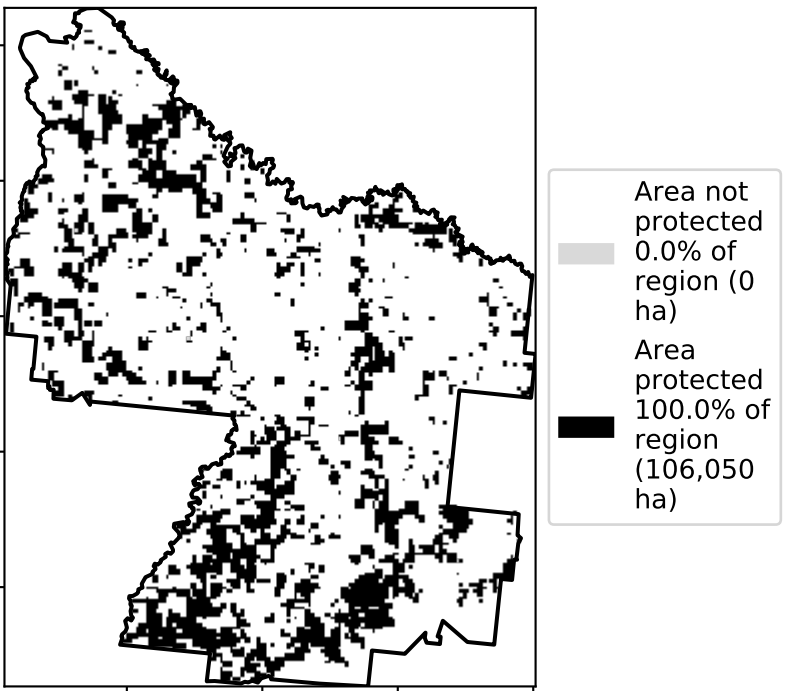 Area not
protected
0.0% of
region (0
ha)
Area
protected
100.0% of
region
(106,050
ha)